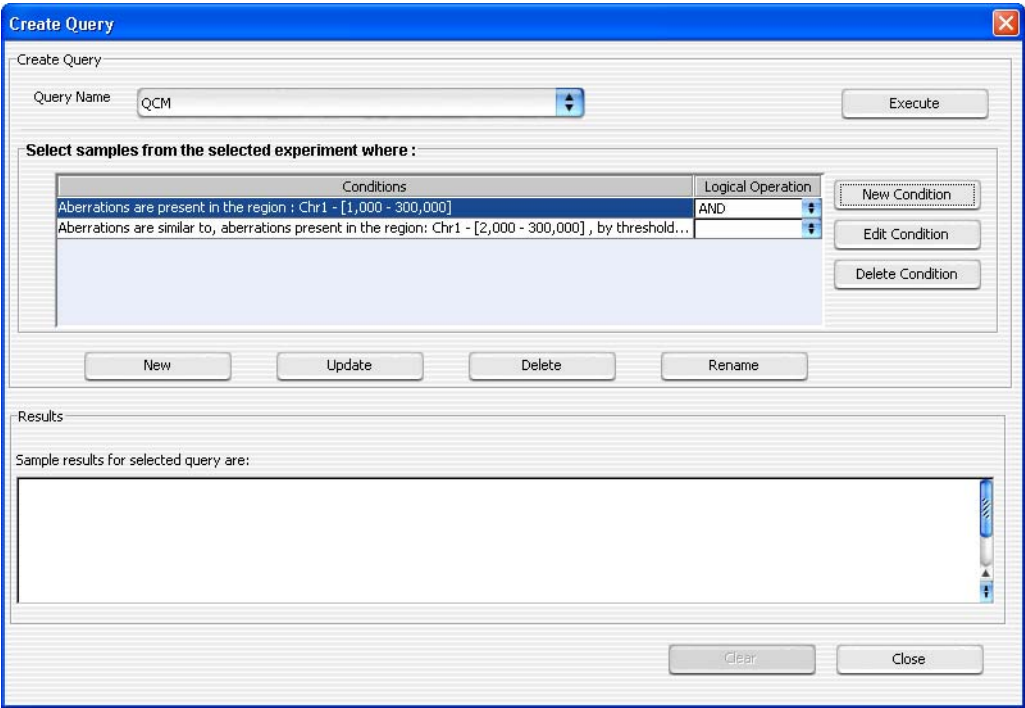 Create Query
Create Query
Query Name QCM Execute
Select samples from the selected experiment where :
Conditions Logical Operation
Aberrations are present in the region : Chr1 - [1,000 - 300,000] AND
Aberrations are similar to, aberrations present in the region: Chr1 - [2,000 - 300,000] , by threshold...
New Condition
Edit Condition
Delete Condition
New Update Delete Rename
Results
Sample results for selected query are:
Clear Close